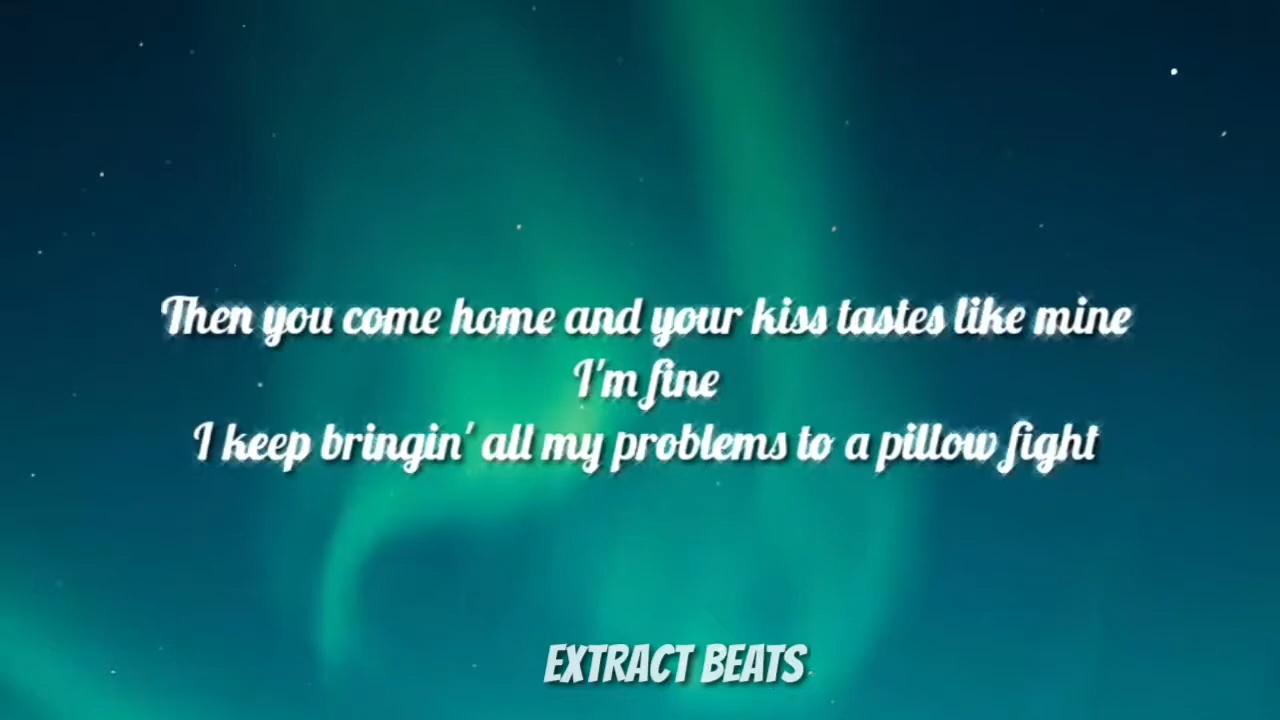 Then you come home and your kiss tastes like mine
I'm fine
I keep bringin' all my problems to a pillow fight
EXTRACT BEATS